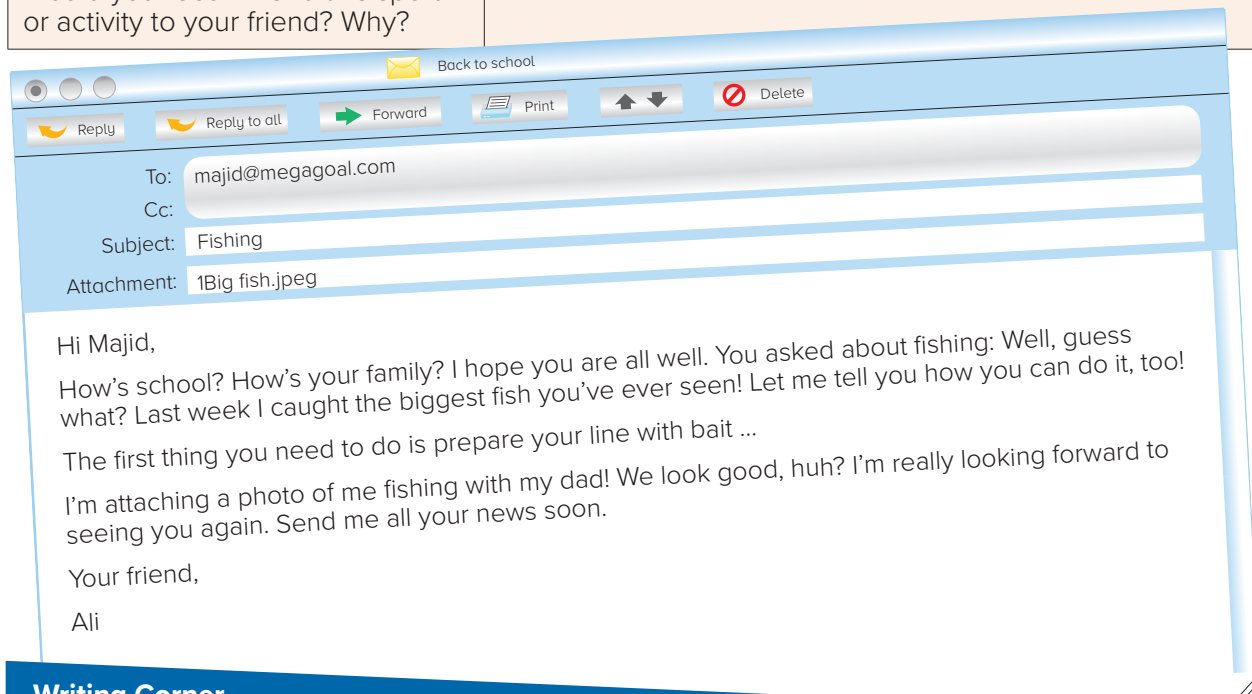 or activity to your friend? Why?
Back to school
Reply
Reply to all
Forward
Print
Delete
To: majid@megagoal.com
Cc:
Subject: Fishing
Attachment: 1Big fish.jpeg
Hi Majid,
How's school? How's your family? I hope you are all well. You asked about fishing: Well, guess
what? Last week I caught the biggest fish you've ever seen! Let me tell you how you can do it, too!
The first thing you need to do is prepare your line with bait ...
I'm attaching a photo of me fishing with my dad! We look good, huh? I'm really looking forward to
seeing you again. Send me all your news soon.
Your friend,
Ali
Writing Corner